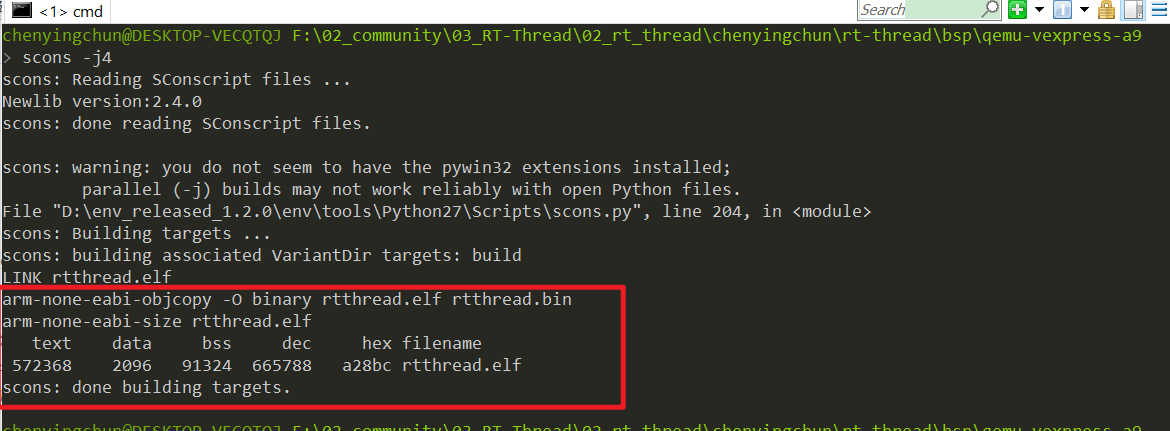 <1> cmd
Search
chenyingchun@DESKTOP-VECQTQJ F:\02_community\03_RT-Thread\02_rt_thread\chenyingchun\rt-thread\bsp\qemu-vexpress-a9
> scons -j4
scons: Reading SConscript files ...
Newlib version:2.4.0
scons: done reading SConscript files.
scons: warning: you do not seem to have the pywin32 extensions installed;
        parallel (-j) builds may not work reliably with open Python files.
File "D:\env_released_1.2.0\env\tools\Python27\Scripts\scons.py", line 204, in <module>
scons: Building targets ...
scons: building associated VariantDir targets: build
LINK rtthread.elf
arm-none-eabi-objcopy -O binary rtthread.elf rtthread.bin
arm-none-eabi-size rtthread.elf
   text    data     bss     dec     hex filename
 572368    2096   91324  665788   a28bc rtthread.elf
scons: done building targets.
chenyingchun@DESKTOP-VECQTQJ F:\02_community\03_RT-Thread\02_rt_thread\chenyingchun\rt-thread\bsp\qemu-vexpress-a9